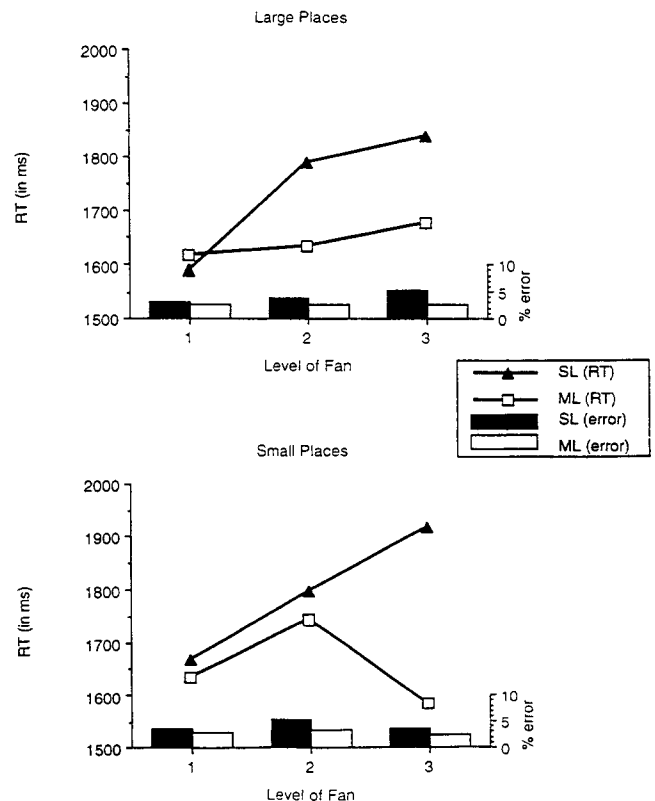 Large Places
2000
1900
1800
1700
1600
1500
RT (in ms)
10
5
0
% error
1 2 3
Level of Fan
SL (RT)
ML (RT)
SL (error)
ML (error)
Small Places
2000
1900
1800
1700
1600
1500
RT (in ms)
10
5
0
% error
1 2 3
Level of Fan